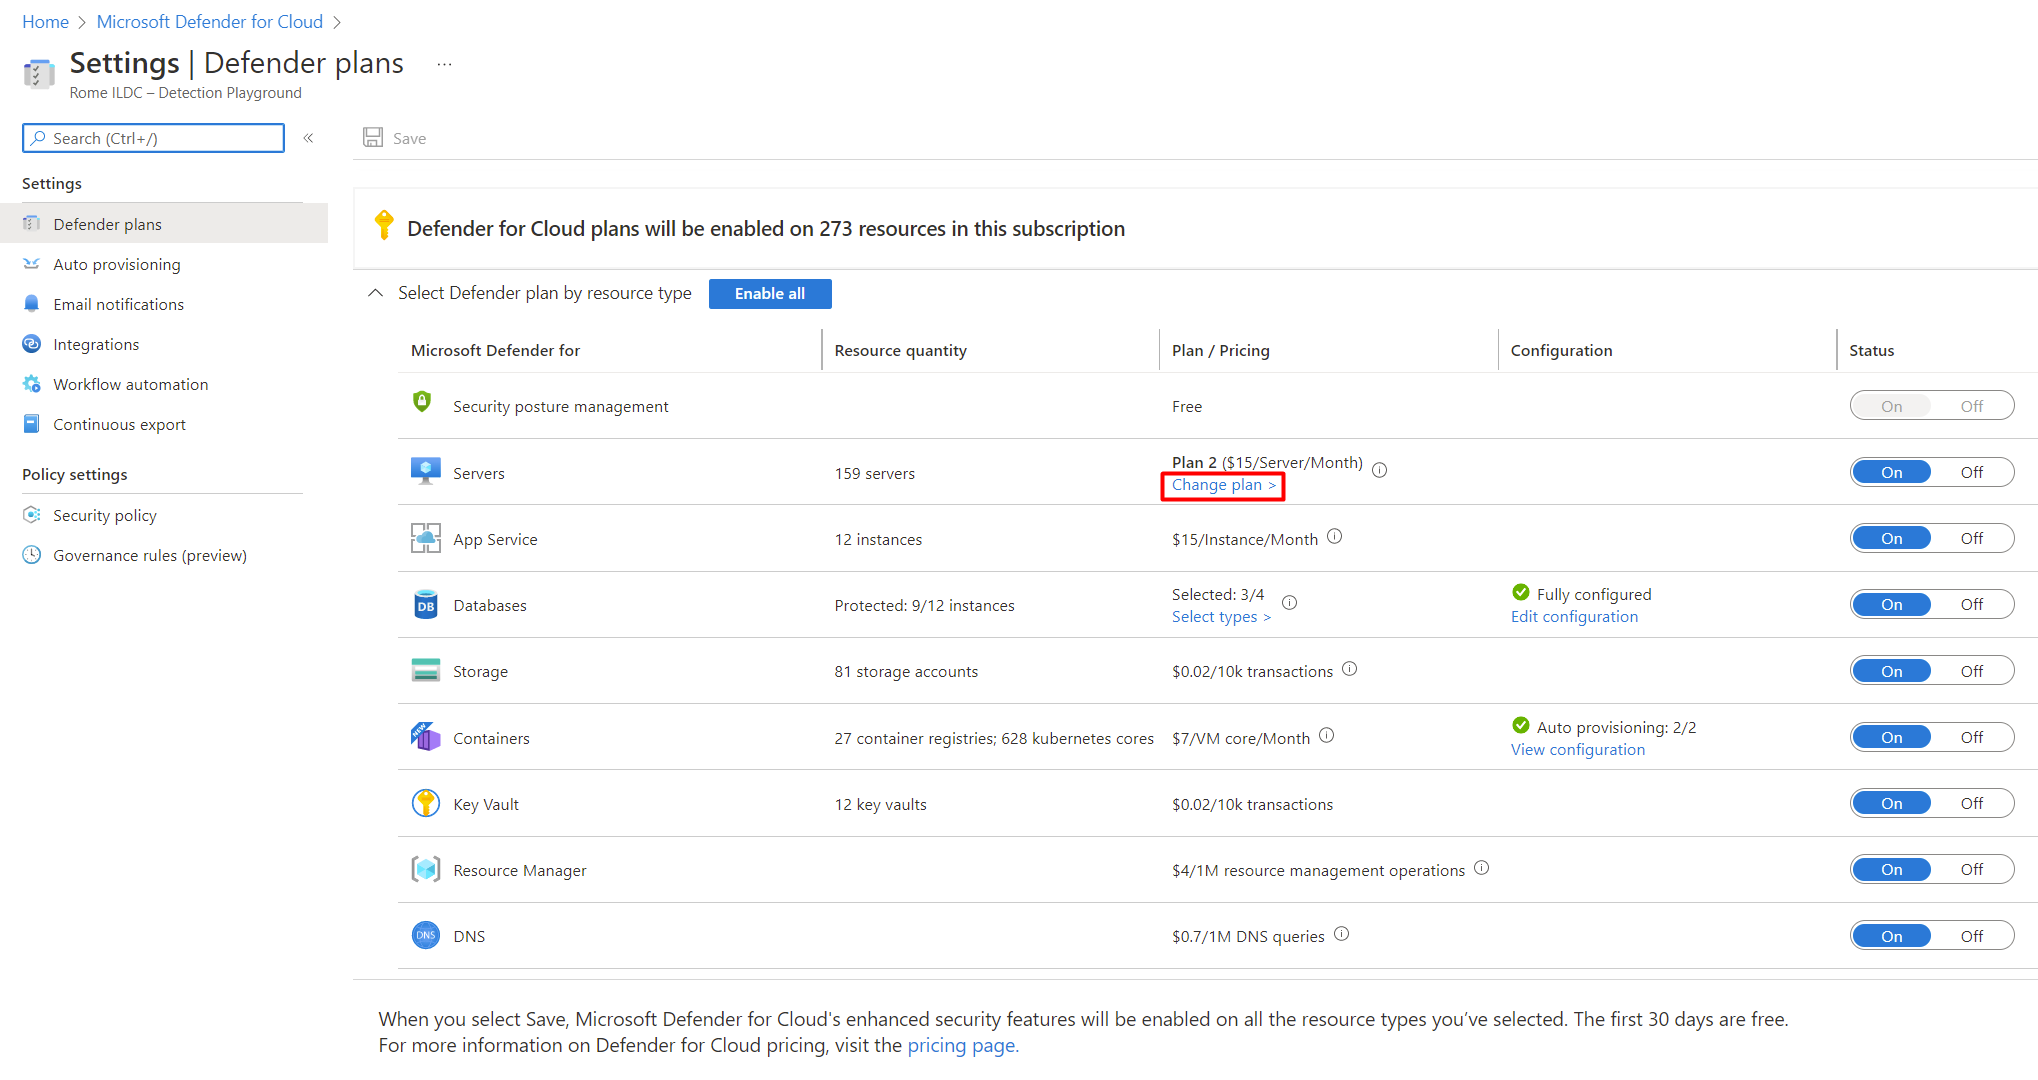 Home > Microsoft Defender for Cloud >
Settings | Defender plans ...
Rome ILDC – Detection Playground
Search (Ctrl+/) «
Save
Settings
Defender plans
Auto provisioning
Email notifications
Integrations
Workflow automation
Continuous export
Policy settings
Security policy
Governance rules (preview)
Defender for Cloud plans will be enabled on 273 resources in this subscription
Select Defender plan by resource type Enable all
Microsoft Defender for Resource quantity Plan / Pricing Configuration Status
Security posture management Free On Off
Servers 159 servers Plan 2 ($15/Server/Month) On Off
Change plan >
App Service 12 instances $15/Instance/Month On Off
DB Databases Protected: 9/12 instances Selected: 3/4 Fully configured On Off
Select types > Edit configuration
Storage 81 storage accounts $0.02/10k transactions On Off
NEW Containers 27 container registries; 628 kubernetes cores $7/VM core/Month Auto provisioning: 2/2 On Off
View configuration
Key Vault 12 key vaults $0.02/10k transactions On Off
Resource Manager $4/1M resource management operations On Off
DNS DNS $0.7/1M DNS queries On Off
When you select Save, Microsoft Defender for Cloud's enhanced security features will be enabled on all the resource types you’ve selected. The first 30 days are free.
For more information on Defender for Cloud pricing, visit the pricing page.